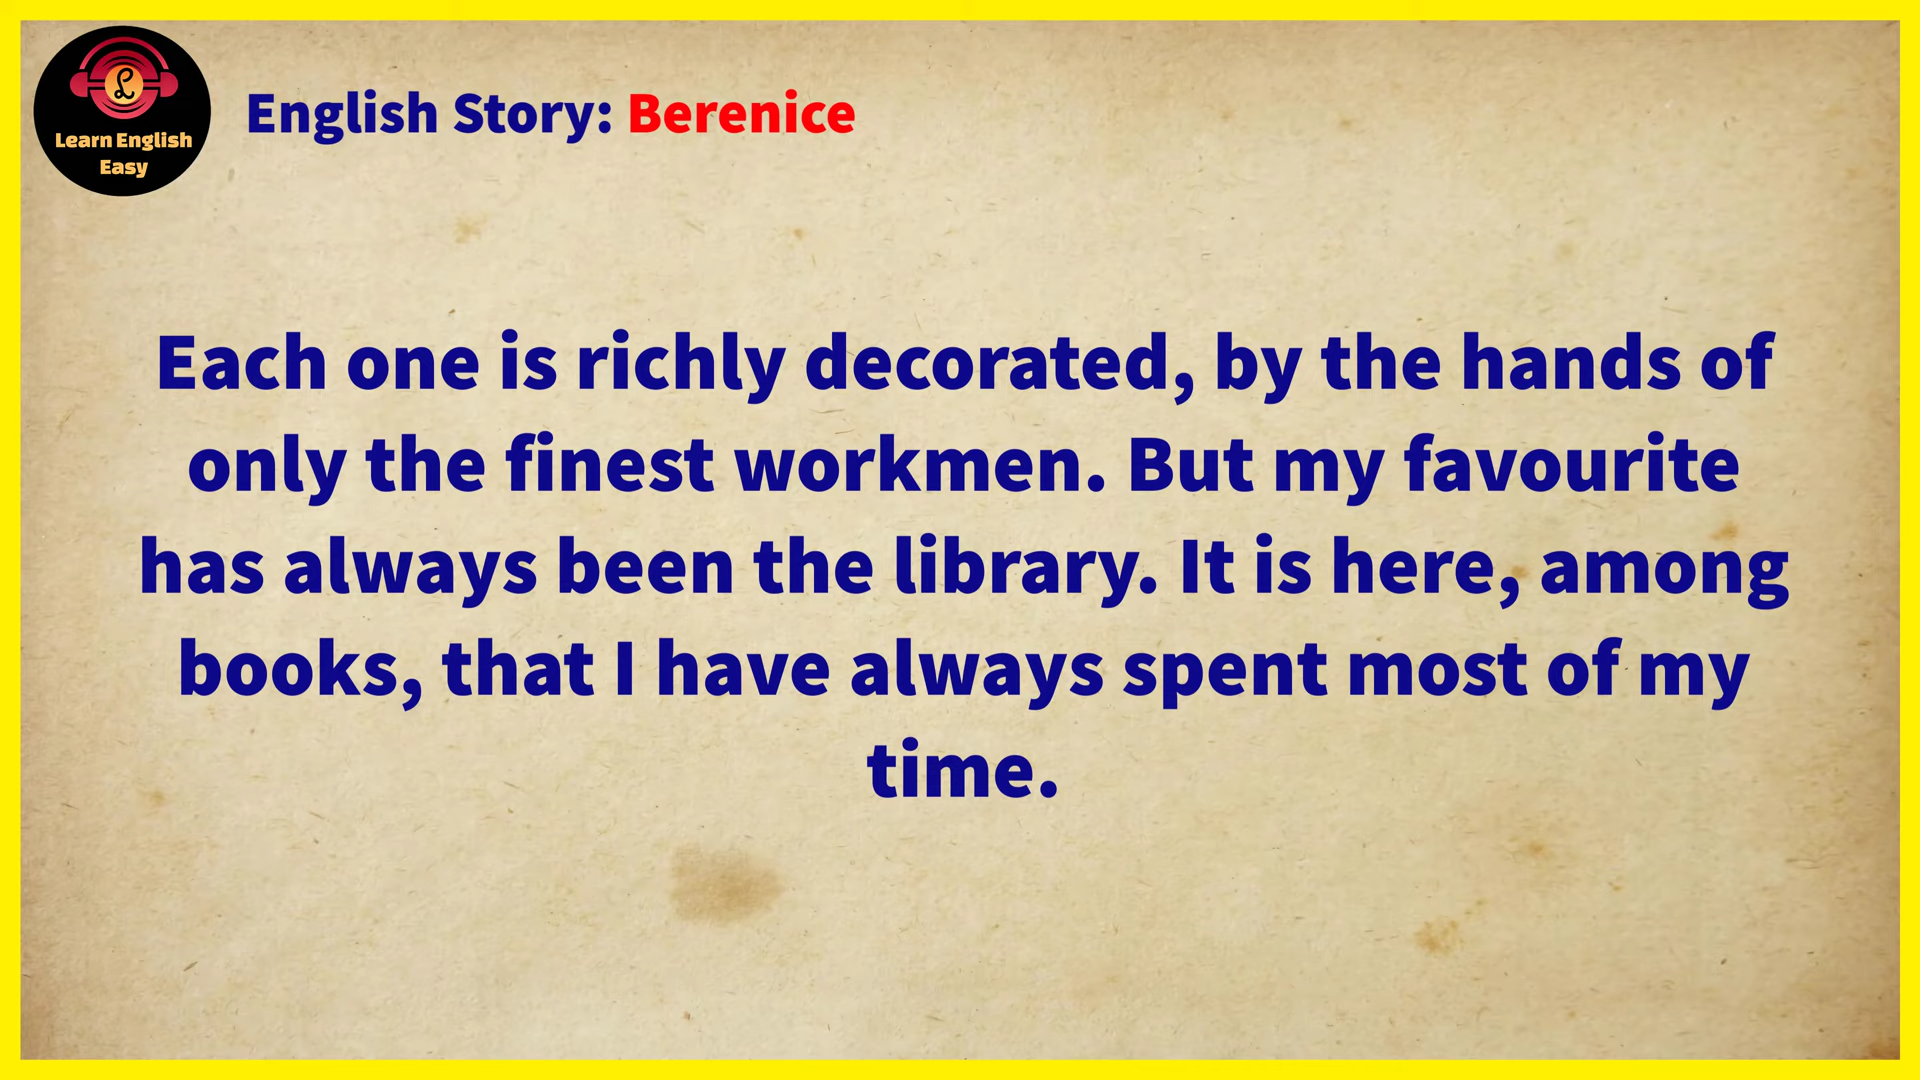 Learn English
Easy
English Story: Berenice
Each one is richly decorated, by the hands of
only the finest workmen. But my favourite
has always been the library. It is here, among
books, that I have always spent most of my
time.